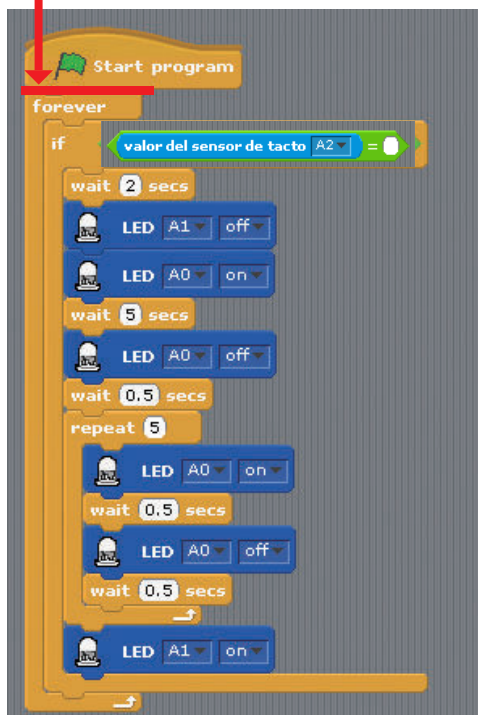 Start program
forever
if valor del sensor de tacto A2 =
wait 2 secs
LED A1 off
LED A0 on
wait 5 secs
LED A0 off
wait 0.5 secs
repeat 5
LED A0 on
wait 0.5 secs
LED A0 off
wait 0.5 secs
LED A1 on